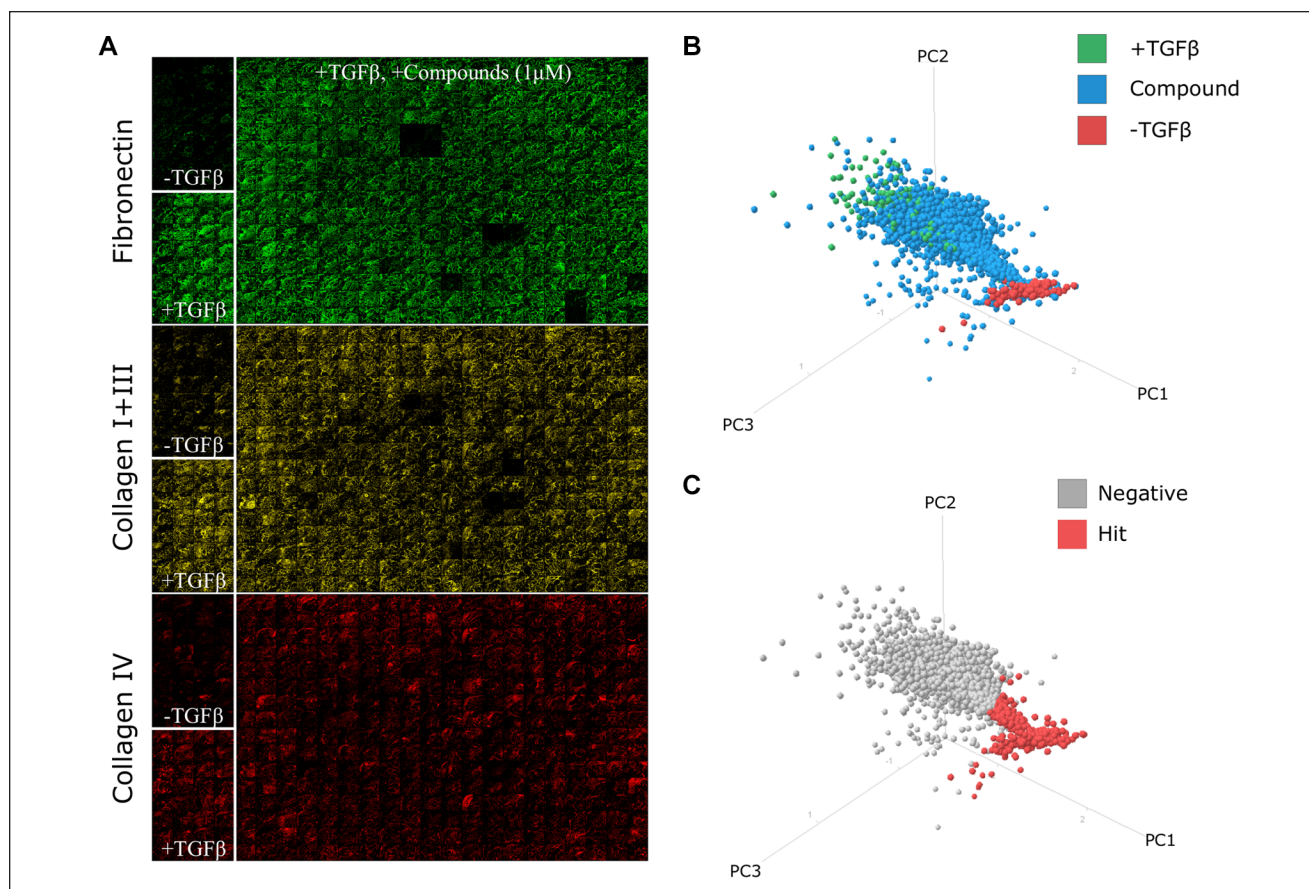 A
Fibronectin
-TGFβ
+TGFβ
+TGFβ, +Compounds (1µM)
Collagen I+III
-TGFβ
+TGFβ
Collagen IV
-TGFβ
+TGFβ
B
+TGFβ
Compound
-TGFβ
PC2
-1
1
2
PC1
PC3
C
Negative
Hit
PC2
-1
1
2
PC1
PC3